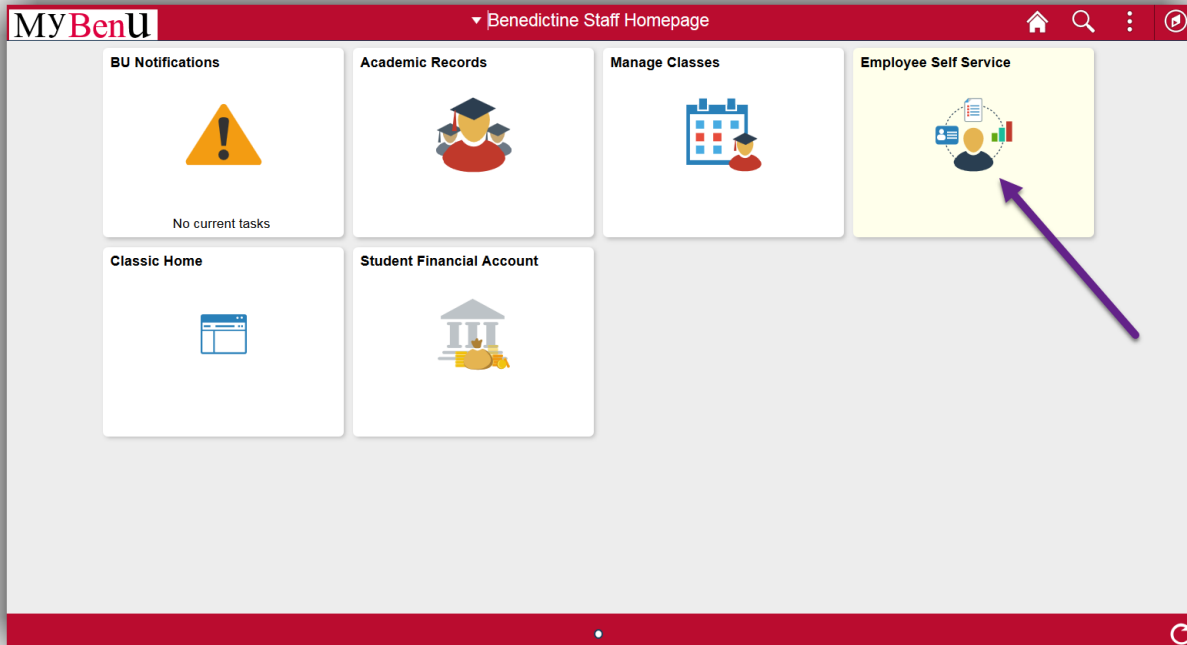 MyBenU
Benedictine Staff Homepage
BU Notifications
Academic Records
Manage Classes
Employee Self Service
No current tasks
Classic Home
Student Financial Account